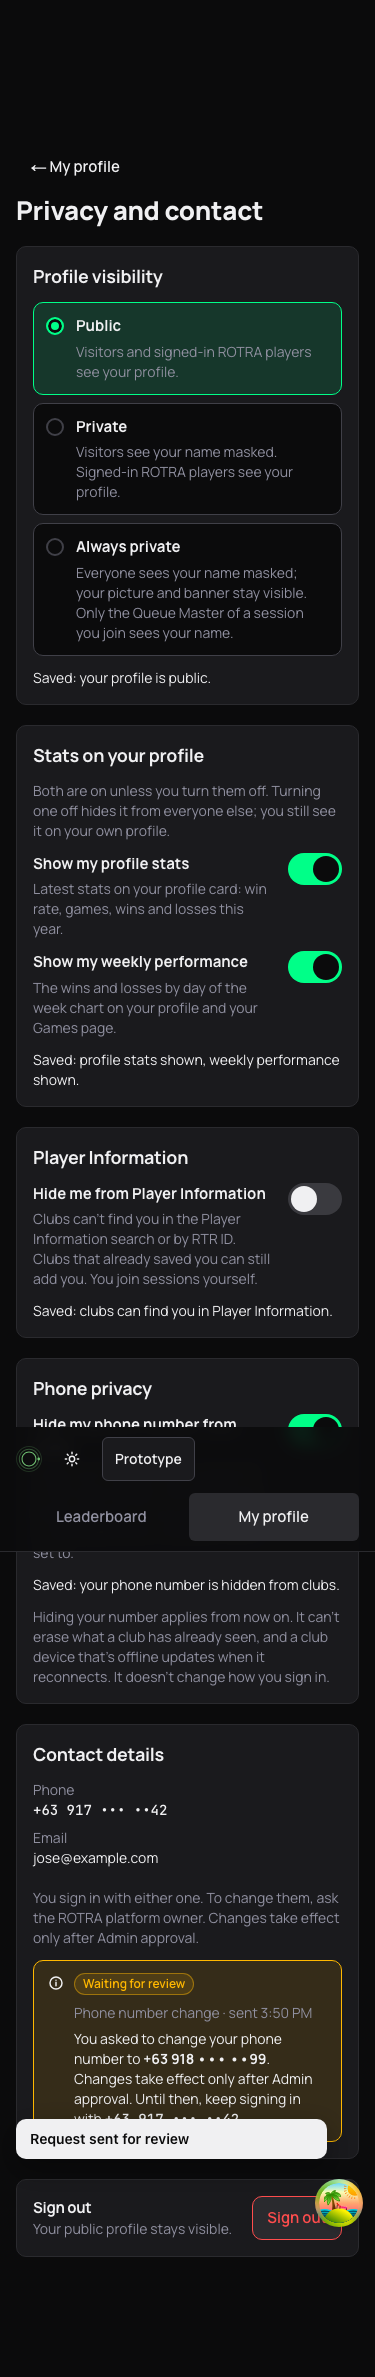 ← My profile
Privacy and contact
Profile visibility
Public
Visitors and signed-in ROTRA players
see your profile.
Private
Visitors see your name masked.
Signed-in ROTRA players see your
profile.
Always private
Everyone sees your name masked;
your picture and banner stay visible.
Only the Queue Master of a session
you join sees your name.
Saved: your profile is public.
Stats on your profile
Both are on unless you turn them off. Turning
one off hides it from everyone else; you still see
it on your own profile.
Show my profile stats
Latest stats on your profile card: win
rate, games, wins and losses this
year.
Show my weekly performance
The wins and losses by day of the
week chart on your profile and your
Games page.
Saved: profile stats shown, weekly performance
shown.
Player Information
Hide me from Player Information
Clubs can't find you in the Player
Information search or by RTR ID.
Clubs that already saved you can still
add you. You join sessions yourself.
Saved: clubs can find you in Player Information.
Phone privacy
Hide my phone number from
Prototype
Leaderboard
My profile
set to.
Saved: your phone number is hidden from clubs.
Hiding your number applies from now on. It can't
erase what a club has already seen, and a club
device that's offline updates when it
reconnects. It doesn't change how you sign in.
Contact details
Phone
+63 917 ••• ••42
Email
jose@example.com
You sign in with either one. To change them, ask
the ROTRA platform owner. Changes take effect
only after Admin approval.
Waiting for review
Phone number change · sent 3:50 PM
You asked to change your phone
number to +63 918 ••• ••99.
Changes take effect only after Admin
approval. Until then, keep signing in
with +63 917 ••• ••42
Request sent for review
Sign out
Your public profile stays visible.
Sign ou